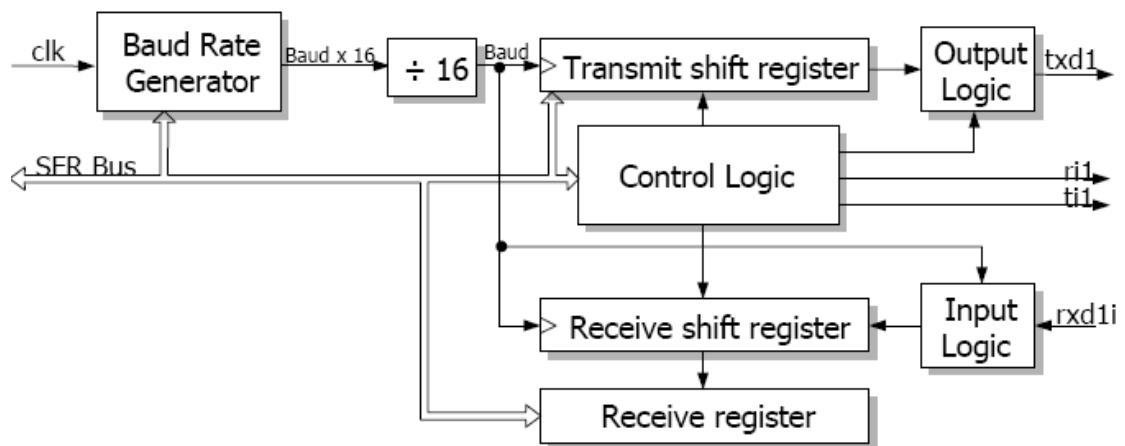 clk
Baud Rate
Generator
Baud x 16
÷ 16
Baud
Transmit shift register
Output
Logic
txd1
SFR Bus
Control Logic
ri1
ti1
Receive shift register
Input
Logic
rxd1i
Receive register